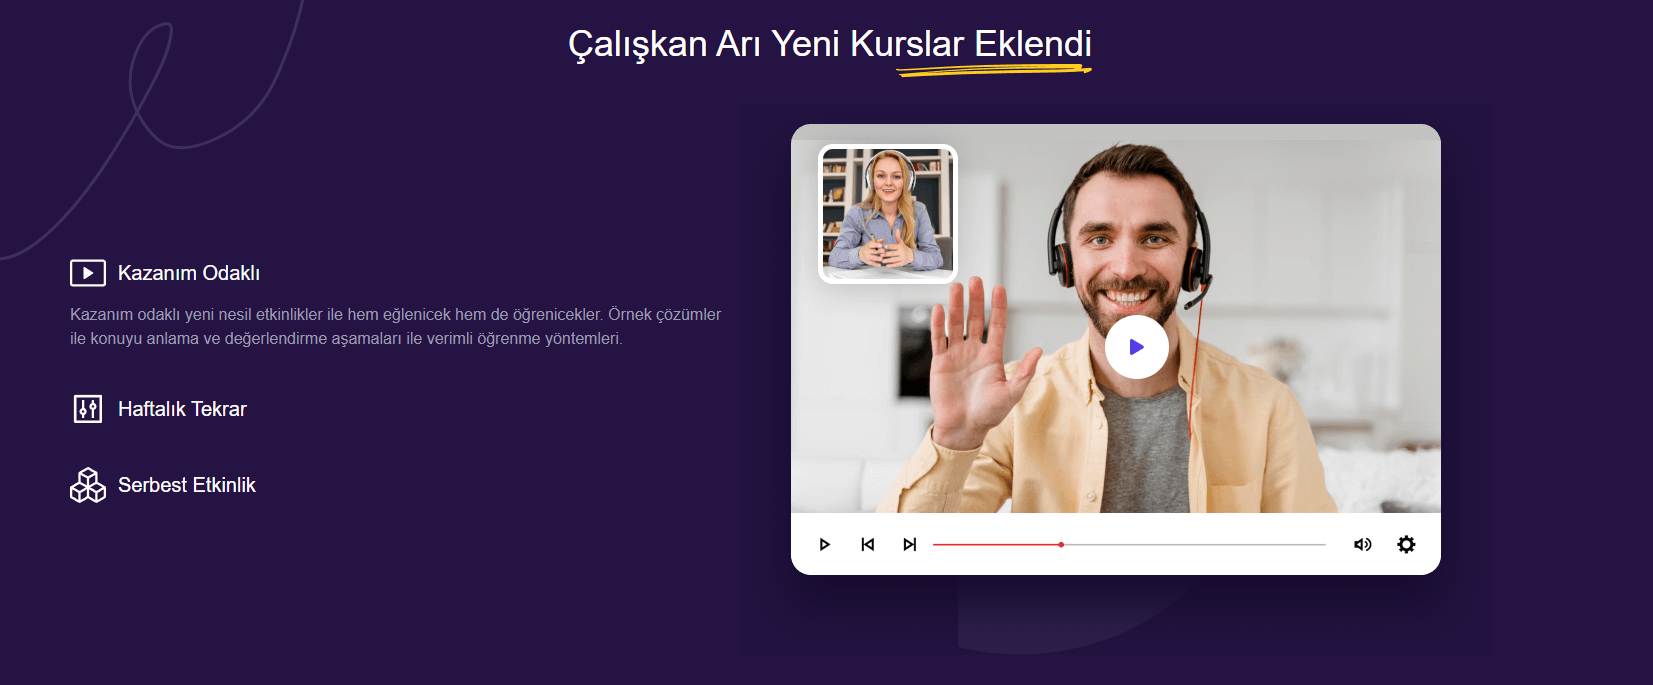 Çalışkan Arı Yeni Kurslar Eklendi
Kazanım Odaklı
Kazanım odaklı yeni nesil etkinlikler ile hem eğlenicek hem de öğrenicekler. Örnek çözümler
ile konuyu anlama ve değerlendirme aşamaları ile verimli öğrenme yöntemleri.
Haftalık Tekrar
Serbest Etkinlik